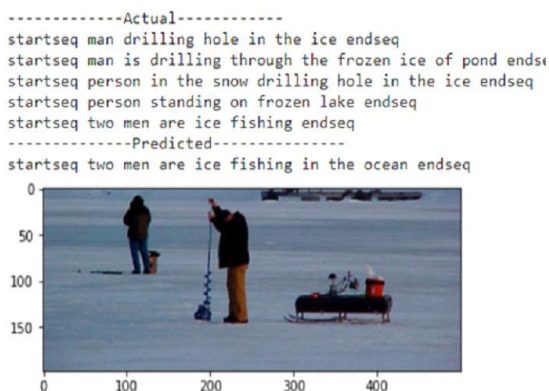 -------------Actual------------
startseq man drilling hole in the ice endseq
startseq man is drilling through the frozen ice of pond endse
startseq person in the snow drilling hole in the ice endseq
startseq person standing on frozen lake endseq
startseq two men are ice fishing endseq
--------------Predicted---------------
startseq two men are ice fishing in the ocean endseq
0
50
100
150
0 100 200 300 400